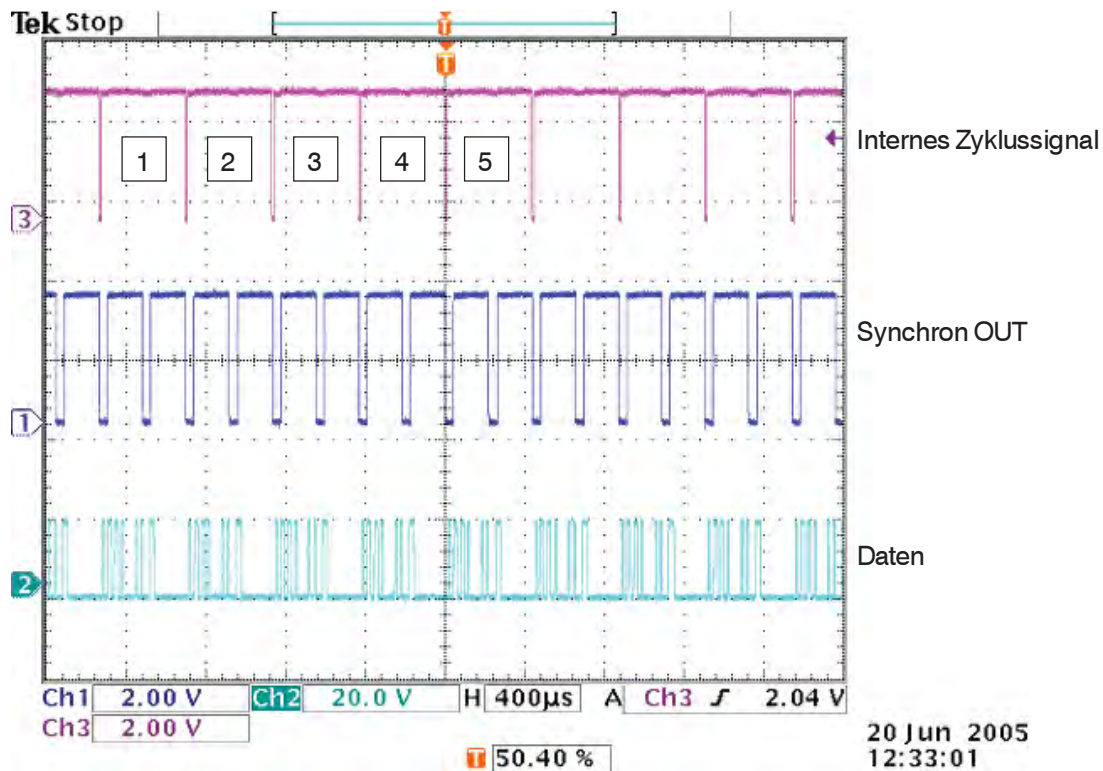 Tek Stop
T
T
Internes Zyklussignal
1 2 3 4 5
3
Synchron OUT
1
Daten
2
Ch1 2.00 V Ch2 20.0 V H 400µs A Ch3 2.04 V
Ch3 2.00 V
T 50.40 %
20 Jun 2005
12:33:01